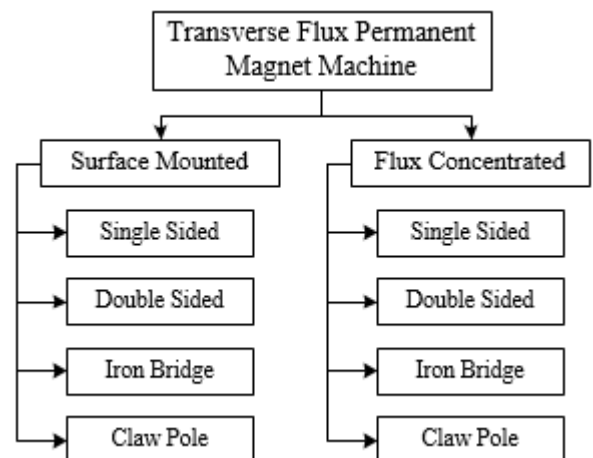 Transverse Flux Permanent
Magnet Machine
Surface Mounted
Flux Concentrated
Single Sided
Single Sided
Double Sided
Double Sided
Iron Bridge
Iron Bridge
Claw Pole
Claw Pole